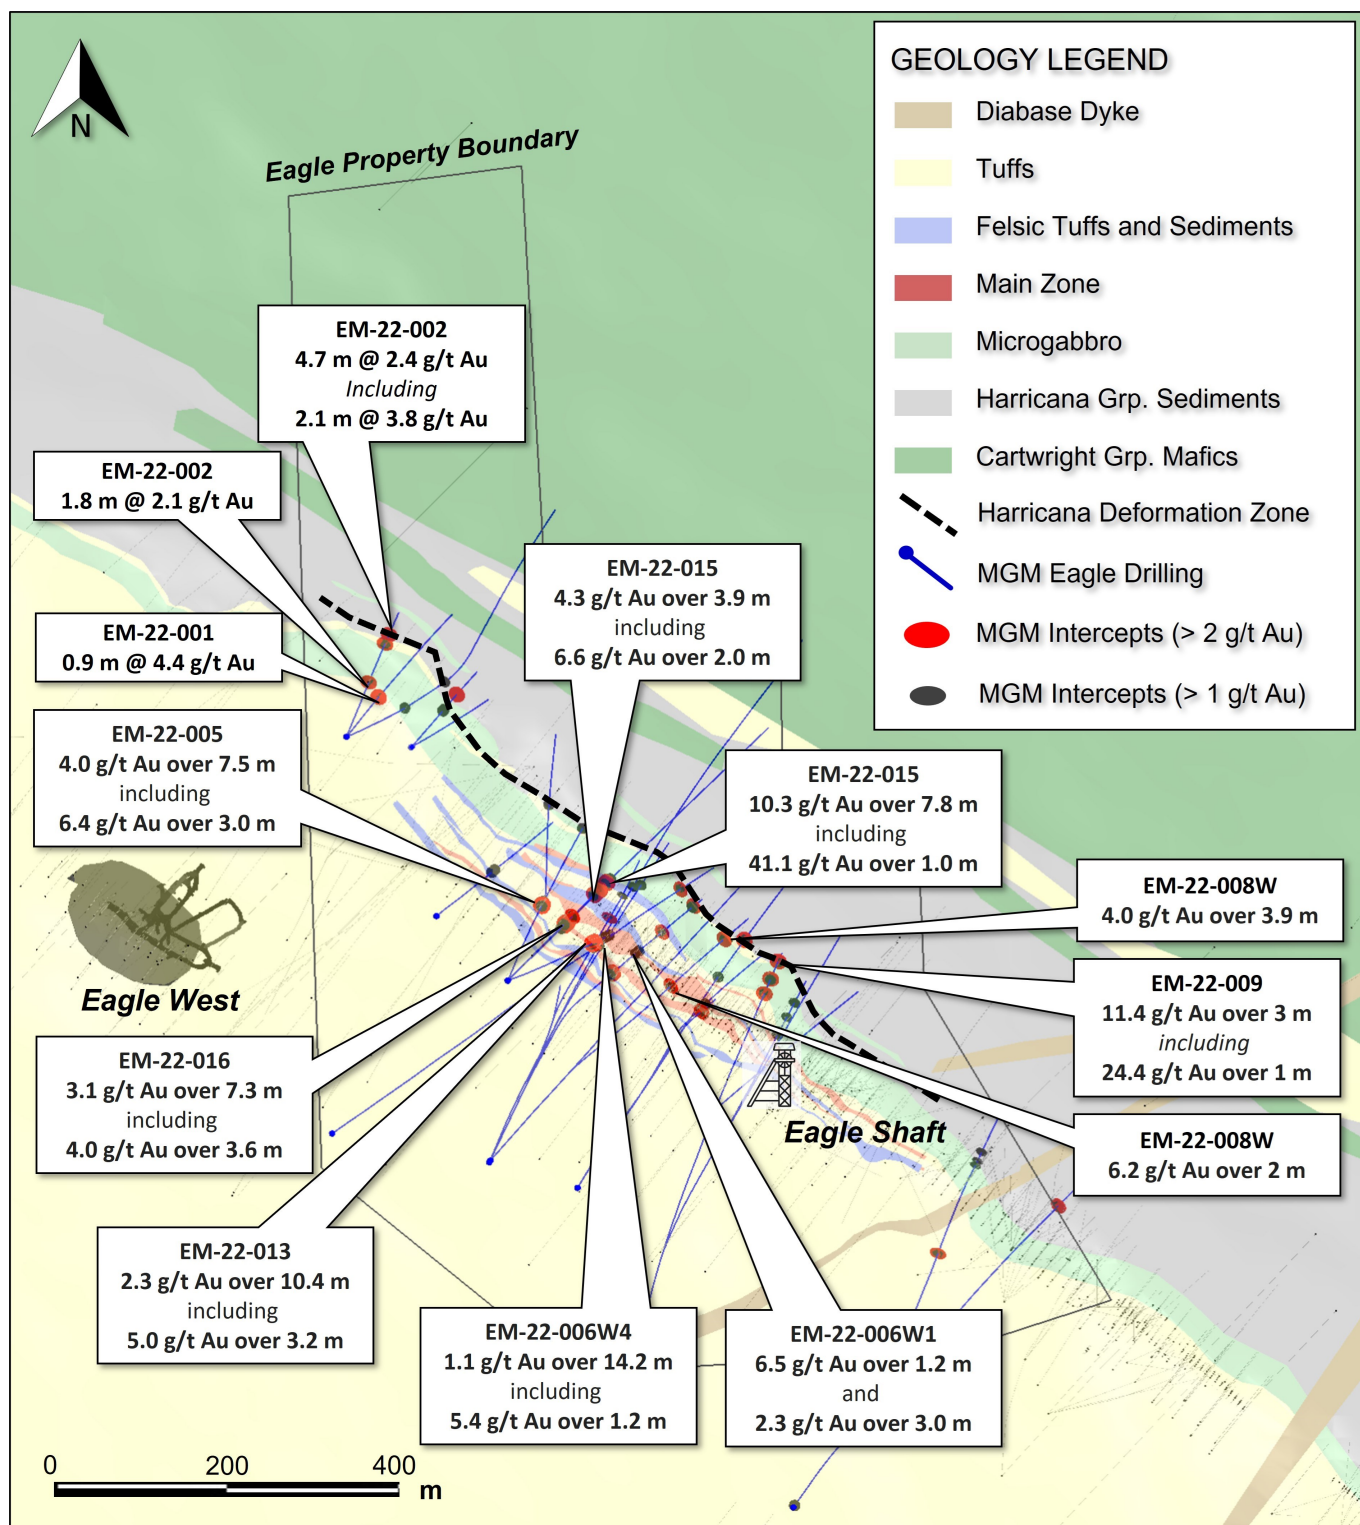 GEOLOGY LEGEND
Diabase Dyke
Tuffs
Felsic Tuffs and Sediments
Main Zone
Microgabbro
Harricana Grp. Sediments
Cartwright Grp. Mafics
Harricana Deformation Zone
MGM Eagle Drilling
MGM Intercepts (> 2 g/t Au)
MGM Intercepts (> 1 g/t Au)
N
Eagle Property Boundary
EM-22-002
4.7 m @ 2.4 g/t Au
Including
2.1 m @ 3.8 g/t Au
EM-22-002
1.8 m @ 2.1 g/t Au
EM-22-001
0.9 m @ 4.4 g/t Au
EM-22-015
4.3 g/t Au over 3.9 m
including
6.6 g/t Au over 2.0 m
EM-22-005
4.0 g/t Au over 7.5 m
including
6.4 g/t Au over 3.0 m
EM-22-015
10.3 g/t Au over 7.8 m
including
41.1 g/t Au over 1.0 m
EM-22-008W
4.0 g/t Au over 3.9 m
Eagle West
EM-22-009
11.4 g/t Au over 3 m
including
24.4 g/t Au over 1 m
EM-22-016
3.1 g/t Au over 7.3 m
including
4.0 g/t Au over 3.6 m
Eagle Shaft
EM-22-008W
6.2 g/t Au over 2 m
EM-22-013
2.3 g/t Au over 10.4 m
including
5.0 g/t Au over 3.2 m
EM-22-006W4
1.1 g/t Au over 14.2 m
including
5.4 g/t Au over 1.2 m
EM-22-006W1
6.5 g/t Au over 1.2 m
and
2.3 g/t Au over 3.0 m
0 200 400
m